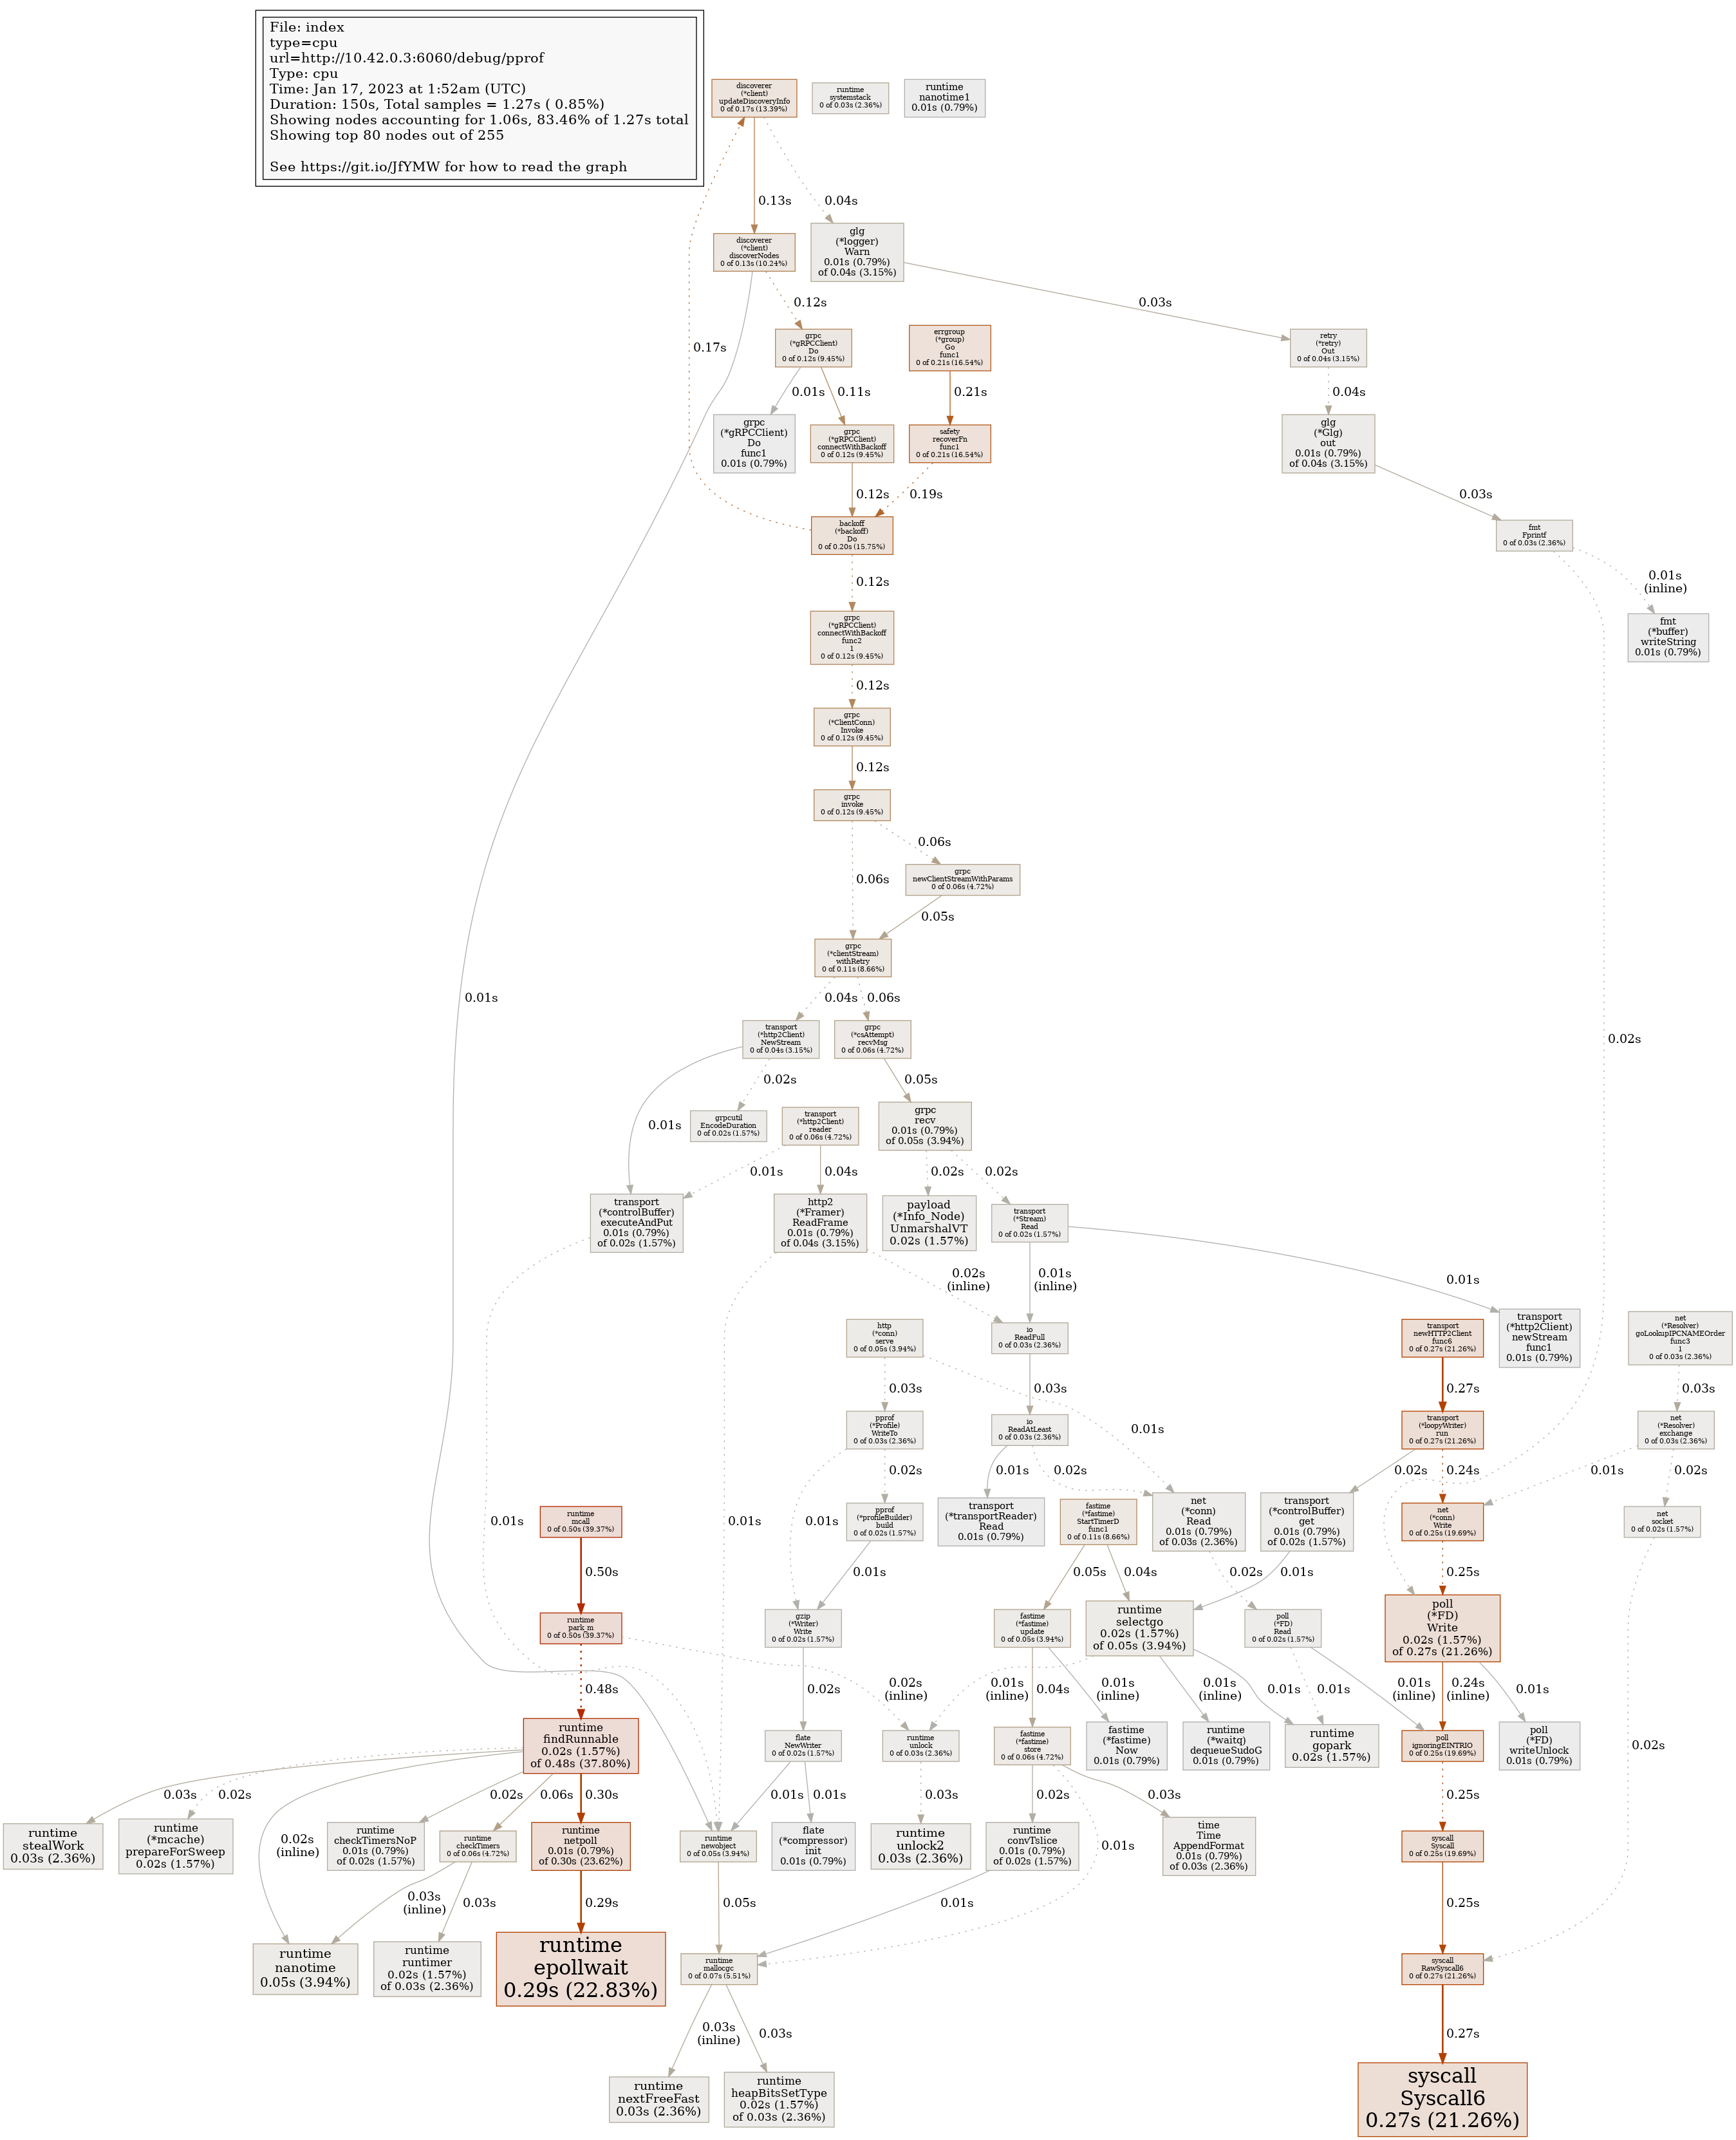 File: index
type=cpu
url=http://10.42.0.3:6060/debug/pprof
Type: cpu
Time: Jan 17, 2023 at 1:52am (UTC)
Duration: 150s, Total samples = 1.27s ( 0.85%)
Showing nodes accounting for 1.06s, 83.46% of 1.27s total
Showing top 80 nodes out of 255
See https://git.io/JfYMW for how to read the graph
discoverer
(*client)
updateDiscoveryInfo
0 of 0.17s (13.39%)
runtime
systemstack
0 of 0.03s (2.36%)
runtime
nanotime1
0.01s (0.79%)
0.13s
0.04s
discoverer
(*client)
discoverNodes
0 of 0.13s (10.24%)
glg
(*logger)
Warn
0.01s (0.79%)
of 0.04s (3.15%)
0.12s
0.03s
0.17s
grpc
(*gRPCClient)
Do
0 of 0.12s (9.45%)
errgroup
(*group)
Go
func1
0 of 0.21s (16.54%)
retry
(*retry)
Out
0 of 0.04s (3.15%)
0.01s
0.11s
0.21s
0.04s
grpc
(*gRPCClient)
Do
func1
0.01s (0.79%)
grpc
(*gRPCClient)
connectWithBackoff
0 of 0.12s (9.45%)
safety
recoverFn
func1
0 of 0.21s (16.54%)
glg
(*Glg)
out
0.01s (0.79%)
of 0.04s (3.15%)
0.12s
0.19s
0.03s
backoff
(*backoff)
Do
0 of 0.20s (15.75%)
fmt
Fprintf
0 of 0.03s (2.36%)
0.12s
0.01s
(inline)
grpc
(*gRPCClient)
connectWithBackoff
func2
1
0 of 0.12s (9.45%)
fmt
(*buffer)
writeString
0.01s (0.79%)
0.12s
grpc
(*ClientConn)
Invoke
0 of 0.12s (9.45%)
0.12s
grpc
invoke
0 of 0.12s (9.45%)
0.06s
0.06s
grpc
newClientStreamWithParams
0 of 0.06s (4.72%)
0.05s
grpc
(*clientStream)
withRetry
0 of 0.11s (8.66%)
0.01s
0.04s
0.06s
0.02s
transport
(*http2Client)
NewStream
0 of 0.04s (3.15%)
grpc
(*csAttempt)
recvMsg
0 of 0.06s (4.72%)
0.02s
0.05s
0.01s
grpcutil
EncodeDuration
0 of 0.02s (1.57%)
transport
(*http2Client)
reader
0 of 0.06s (4.72%)
grpc
recv
0.01s (0.79%)
of 0.05s (3.94%)
0.01s
0.04s
0.02s
0.02s
transport
(*controlBuffer)
executeAndPut
0.01s (0.79%)
of 0.02s (1.57%)
http2
(*Framer)
ReadFrame
0.01s (0.79%)
of 0.04s (3.15%)
payload
(*Info_Node)
UnmarshalVT
0.02s (1.57%)
transport
(*Stream)
Read
0 of 0.02s (1.57%)
0.02s
(inline)
0.01s
(inline)
0.01s
http
(*conn)
serve
0 of 0.05s (3.94%)
io
ReadFull
0 of 0.03s (2.36%)
transport
newHTTP2Client
func6
0 of 0.27s (21.26%)
transport
(*http2Client)
newStream
func1
0.01s (0.79%)
net
(*Resolver)
goLookupIPCNAMEOrder
func3
1
0 of 0.03s (2.36%)
0.03s
0.03s
0.01s
0.27s
0.03s
pprof
(*Profile)
WriteTo
0 of 0.03s (2.36%)
io
ReadAtLeast
0 of 0.03s (2.36%)
transport
(*loopyWriter)
run
0 of 0.27s (21.26%)
net
(*Resolver)
exchange
0 of 0.03s (2.36%)
0.02s
0.01s
0.02s
0.02s
0.24s
0.01s
0.02s
runtime
mcall
0 of 0.50s (39.37%)
0.01s
0.01s
0.01s
pprof
(*profileBuilder)
build
0 of 0.02s (1.57%)
transport
(*transportReader)
Read
0.01s (0.79%)
fastime
(*fastime)
StartTimerD
func1
0 of 0.11s (8.66%)
net
(*conn)
Read
0.01s (0.79%)
of 0.03s (2.36%)
transport
(*controlBuffer)
get
0.01s (0.79%)
of 0.02s (1.57%)
net
(*conn)
Write
0 of 0.25s (19.69%)
net
socket
0 of 0.02s (1.57%)
0.50s
0.01s
0.05s
0.04s
0.02s
0.01s
0.25s
runtime
park_m
0 of 0.50s (39.37%)
gzip
(*Writer)
Write
0 of 0.02s (1.57%)
fastime
(*fastime)
update
0 of 0.05s (3.94%)
runtime
selectgo
0.02s (1.57%)
of 0.05s (3.94%)
poll
(*FD)
Read
0 of 0.02s (1.57%)
poll
(*FD)
Write
0.02s (1.57%)
of 0.27s (21.26%)
0.48s
0.02s
0.02s
(inline)
0.01s
(inline)
0.04s
0.01s
(inline)
0.01s
(inline)
0.01s
0.01s
0.01s
(inline)
0.24s
(inline)
0.01s
0.02s
runtime
findRunnable
0.02s (1.57%)
of 0.48s (37.80%)
flate
NewWriter
0 of 0.02s (1.57%)
runtime
unlock
0 of 0.03s (2.36%)
fastime
(*fastime)
store
0 of 0.06s (4.72%)
fastime
(*fastime)
Now
0.01s (0.79%)
runtime
(*waitq)
dequeueSudoG
0.01s (0.79%)
runtime
gopark
0.02s (1.57%)
poll
ignoringEINTRIO
0 of 0.25s (19.69%)
poll
(*FD)
writeUnlock
0.01s (0.79%)
0.03s
0.02s
0.02s
(inline)
0.02s
0.06s
0.30s
0.01s
0.01s
0.03s
0.02s
0.03s
0.01s
0.25s
runtime
stealWork
0.03s (2.36%)
runtime
(*mcache)
prepareForSweep
0.02s (1.57%)
runtime
checkTimersNoP
0.01s (0.79%)
of 0.02s (1.57%)
runtime
checkTimers
0 of 0.06s (4.72%)
runtime
netpoll
0.01s (0.79%)
of 0.30s (23.62%)
runtime
newobject
0 of 0.05s (3.94%)
flate
(*compressor)
init
0.01s (0.79%)
runtime
unlock2
0.03s (2.36%)
runtime
convTslice
0.01s (0.79%)
of 0.02s (1.57%)
time
Time
AppendFormat
0.01s (0.79%)
of 0.03s (2.36%)
syscall
Syscall
0 of 0.25s (19.69%)
0.03s
(inline)
0.03s
0.29s
0.05s
0.01s
0.25s
runtime
nanotime
0.05s (3.94%)
runtime
runtimer
0.02s (1.57%)
of 0.03s (2.36%)
runtime
epollwait
0.29s (22.83%)
runtime
mallocgc
0 of 0.07s (5.51%)
syscall
RawSyscall6
0 of 0.27s (21.26%)
0.03s
(inline)
0.03s
0.27s
runtime
nextFreeFast
0.03s (2.36%)
runtime
heapBitsSetType
0.02s (1.57%)
of 0.03s (2.36%)
syscall
Syscall6
0.27s (21.26%)